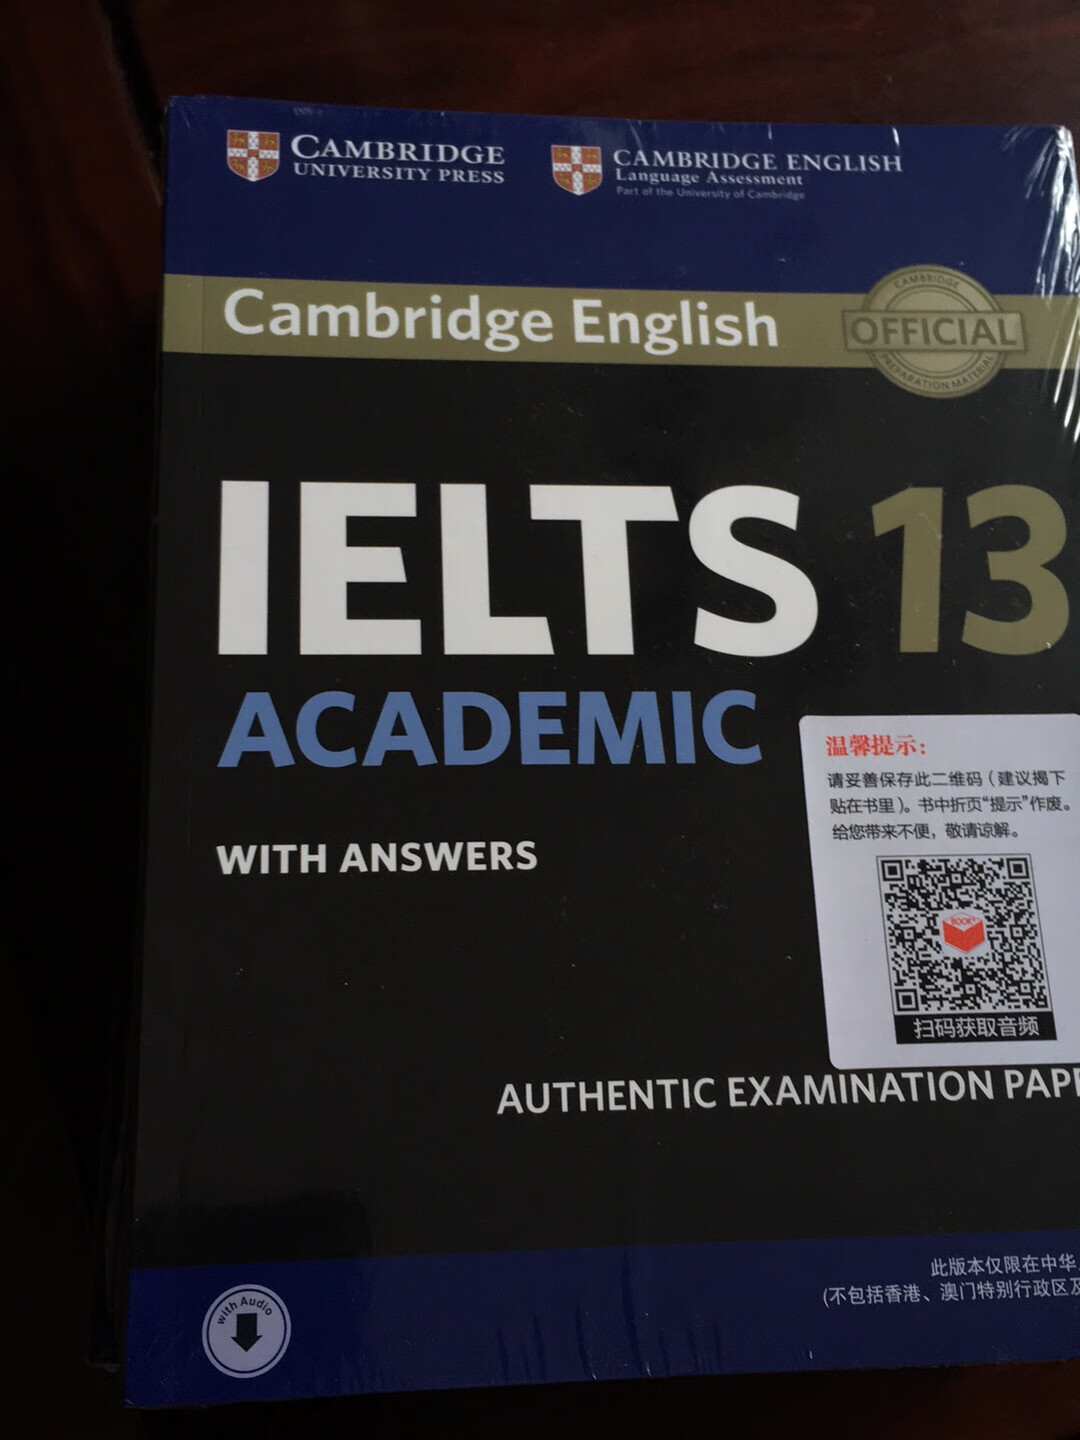 CAMBRIDGE
UNIVERSITY PRESS
CAMBRIDGE ENGLISH
Language Assessment
Part of the University of Cambridge
Cambridge English
CAMBRIDGE
OFFICIAL
PREPARATION MATERIAL
IELTS 13
ACADEMIC
WITH ANSWERS
温馨提示：
请妥善保存此二维码（建议揭下
贴在书里）。书中折页“提示”作废。
给您带来不便，敬请谅解。
BOOK+
扫码获取音频
AUTHENTIC EXAMINATION
此版本仅限在中华
(不包括香港、澳门特别行政区及
with Audio